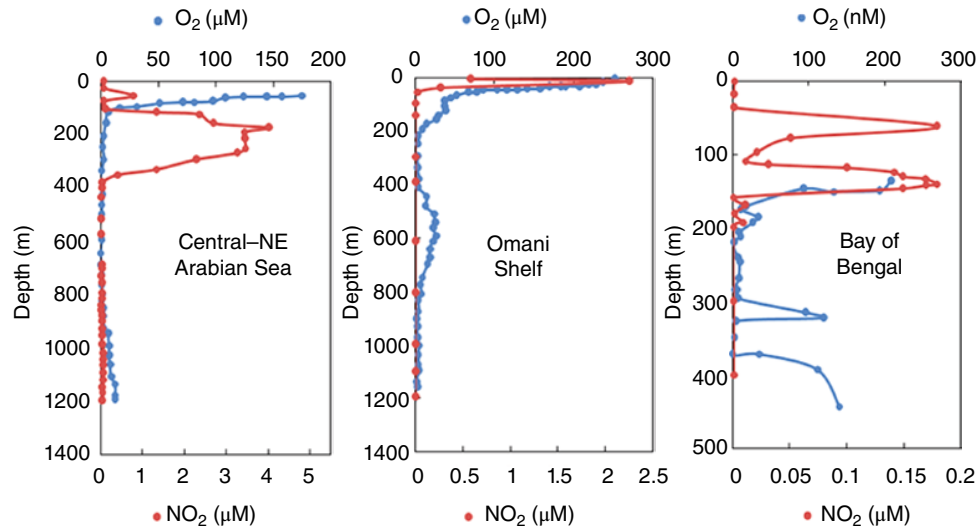 O₂ (μM)
0 25 50 75 100 125 150 175
0
200
400
600
800
1000
1200
1400
Depth (m)
Central–NE
Arabian Sea
0 1 2 3 4 5
NO₂ (μM)
O₂ (μM)
0 100 200 300
0
200
400
600
800
1000
1200
1400
Depth (m)
Omani
Shelf
0 0.5 1 1.5 2 2.5
NO₂ (μM)
O₂ (nM)
0 100 200 300
0
100
200
300
400
500
Depth (m)
Bay of
Bengal
0 0.05 0.1 0.15 0.2
NO₂ (μM)